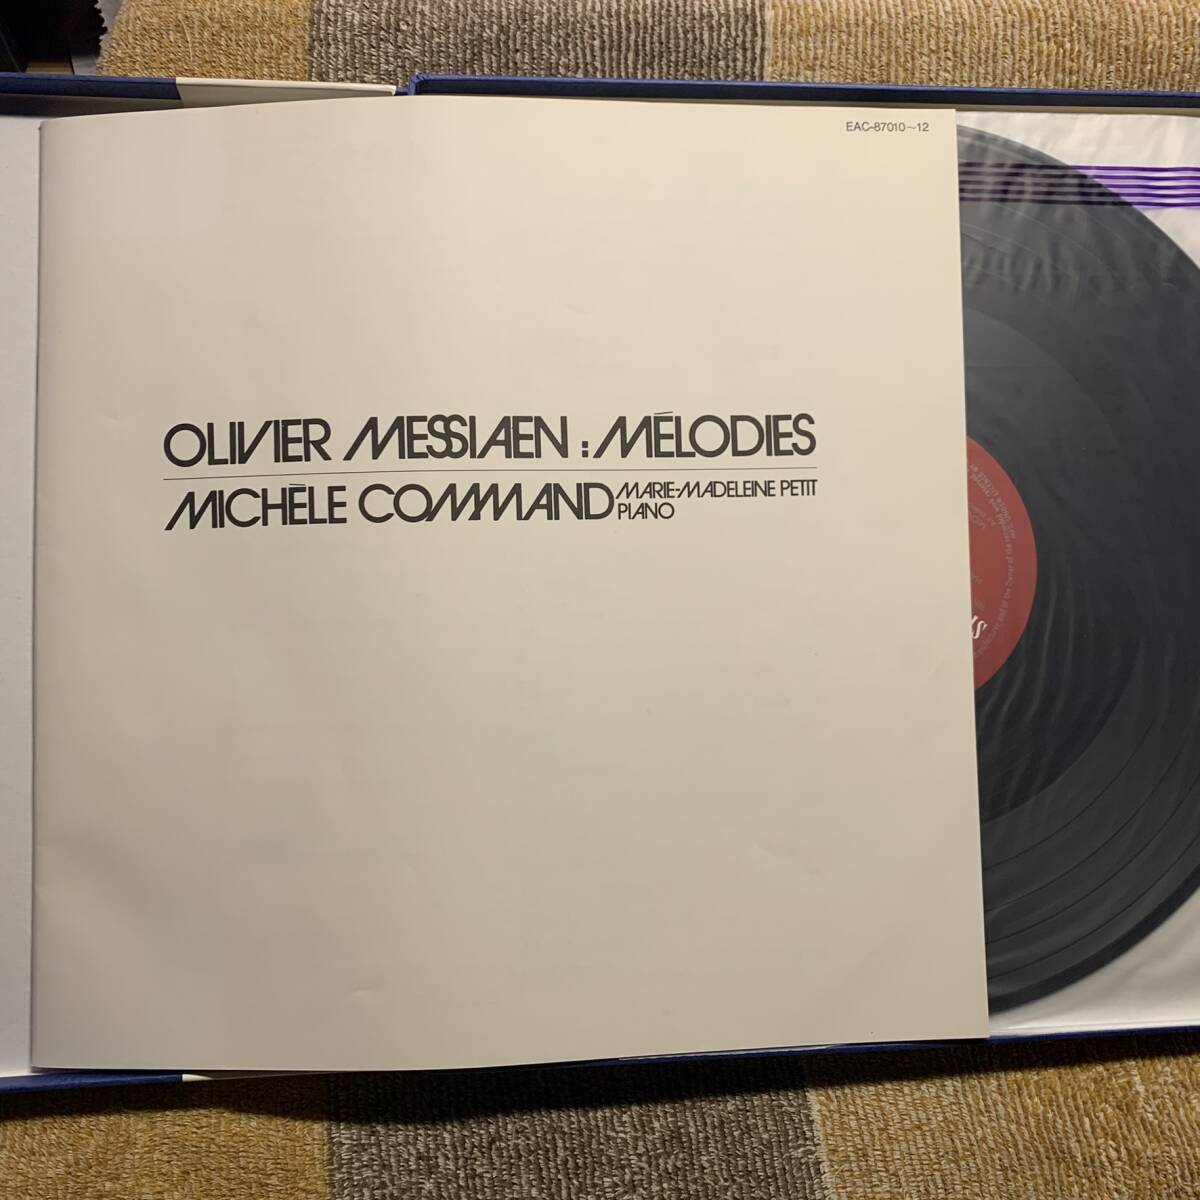 EAC-87010~12
OLIVIER MESSIAEN : MÉLODIES
MICHÈLE COMMAND MARIE-MADELEINE PETIT
PIANO